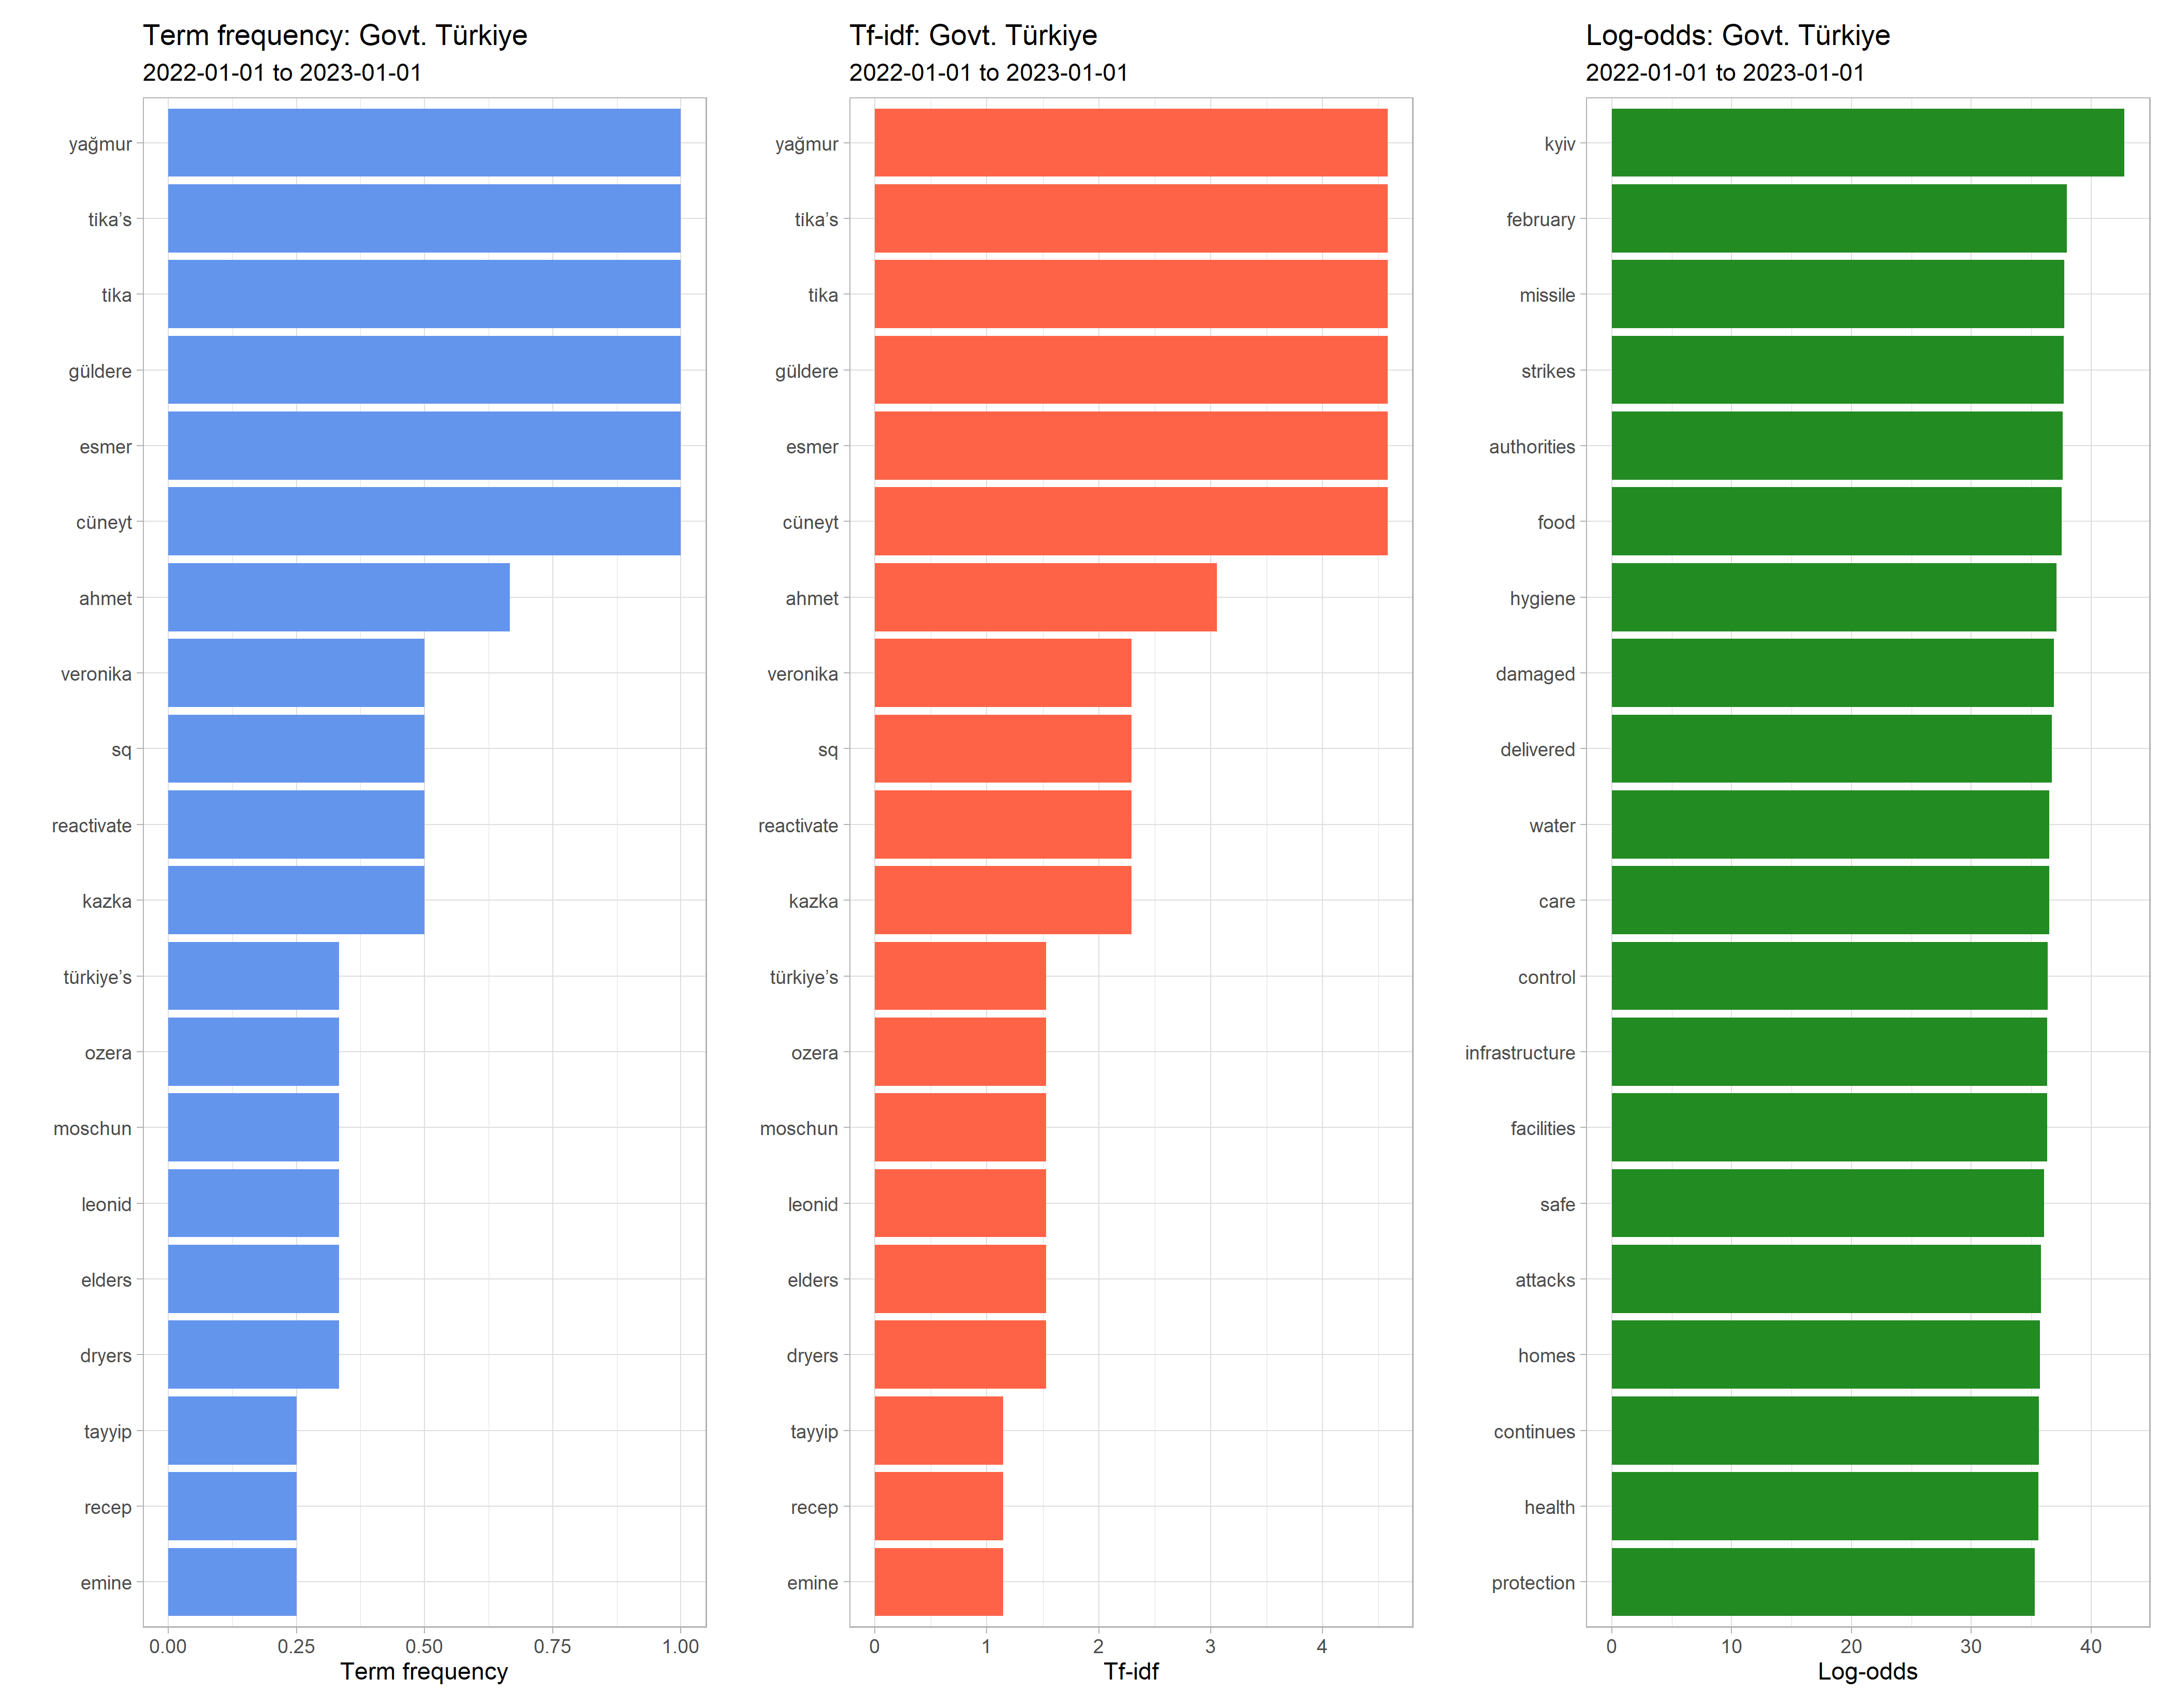 Term frequency: Govt. Türkiye
2022-01-01 to 2023-01-01
yağmur
tika’s
tika
güldere
esmer
cüneyt
ahmet
veronika
sq
reactivate
kazka
türkiye’s
ozera
moschun
leonid
elders
dryers
tayyip
recep
emine
0.00 0.25 0.50 0.75 1.00
Term frequency
Tf-idf: Govt. Türkiye
2022-01-01 to 2023-01-01
yağmur
tika’s
tika
güldere
esmer
cüneyt
ahmet
veronika
sq
reactivate
kazka
türkiye’s
ozera
moschun
leonid
elders
dryers
tayyip
recep
emine
0 1 2 3 4
Tf-idf
Log-odds: Govt. Türkiye
2022-01-01 to 2023-01-01
kyiv
february
missile
strikes
authorities
food
hygiene
damaged
delivered
water
care
control
infrastructure
facilities
safe
attacks
homes
continues
health
protection
0 10 20 30 40
Log-odds